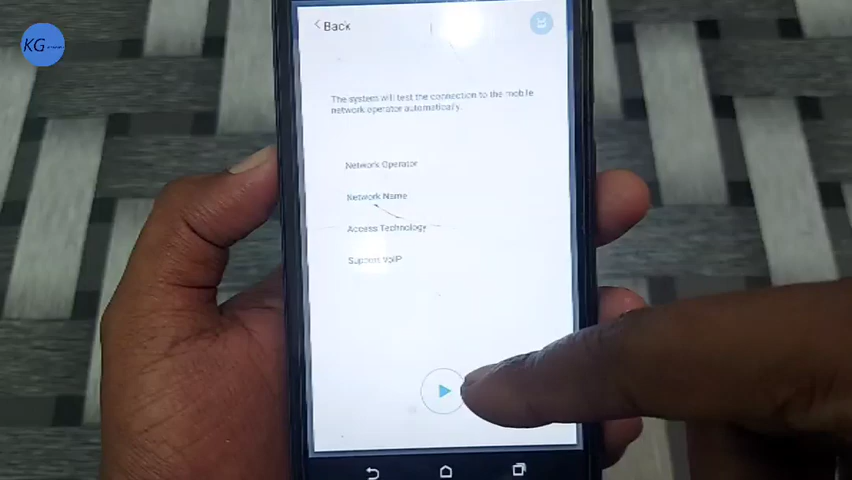 KG
Back
The system will test the connection to the mobile
network operator automatically.
Network Operator
Network Name
Access Technology
Support VoIP